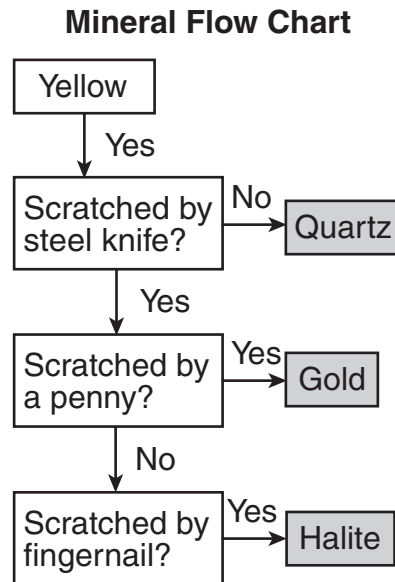 Mineral Flow Chart
Yellow
Yes
Scratched by
steel knife?
No
Quartz
Yes
Scratched by
a penny?
Yes
Gold
No
Scratched by
fingernail?
Yes
Halite